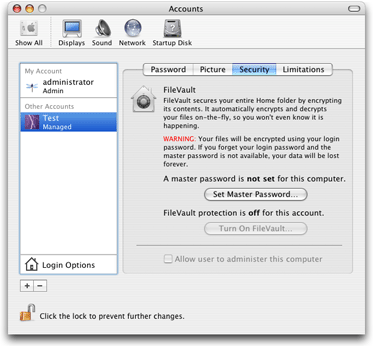 Accounts
Show All
Displays
Sound
Network
Startup Disk
My Account
administrator
Admin
Other Accounts
Test
Managed
Login Options
Password
Picture
Security
Limitations
FileVault
FileVault secures your entire Home folder by encrypting
its contents. It automatically encrypts and decrypts
your files on-the-fly, so you won't even know it is
happening.
WARNING: Your files will be encrypted using your login
password. If you forget your login password and the
master password is not available, your data will be lost
forever.
A master password is not set for this computer.
Set Master Password...
FileVault protection is off for this account.
Turn On FileVault...
Allow user to administer this computer
+
−
Click the lock to prevent further changes.